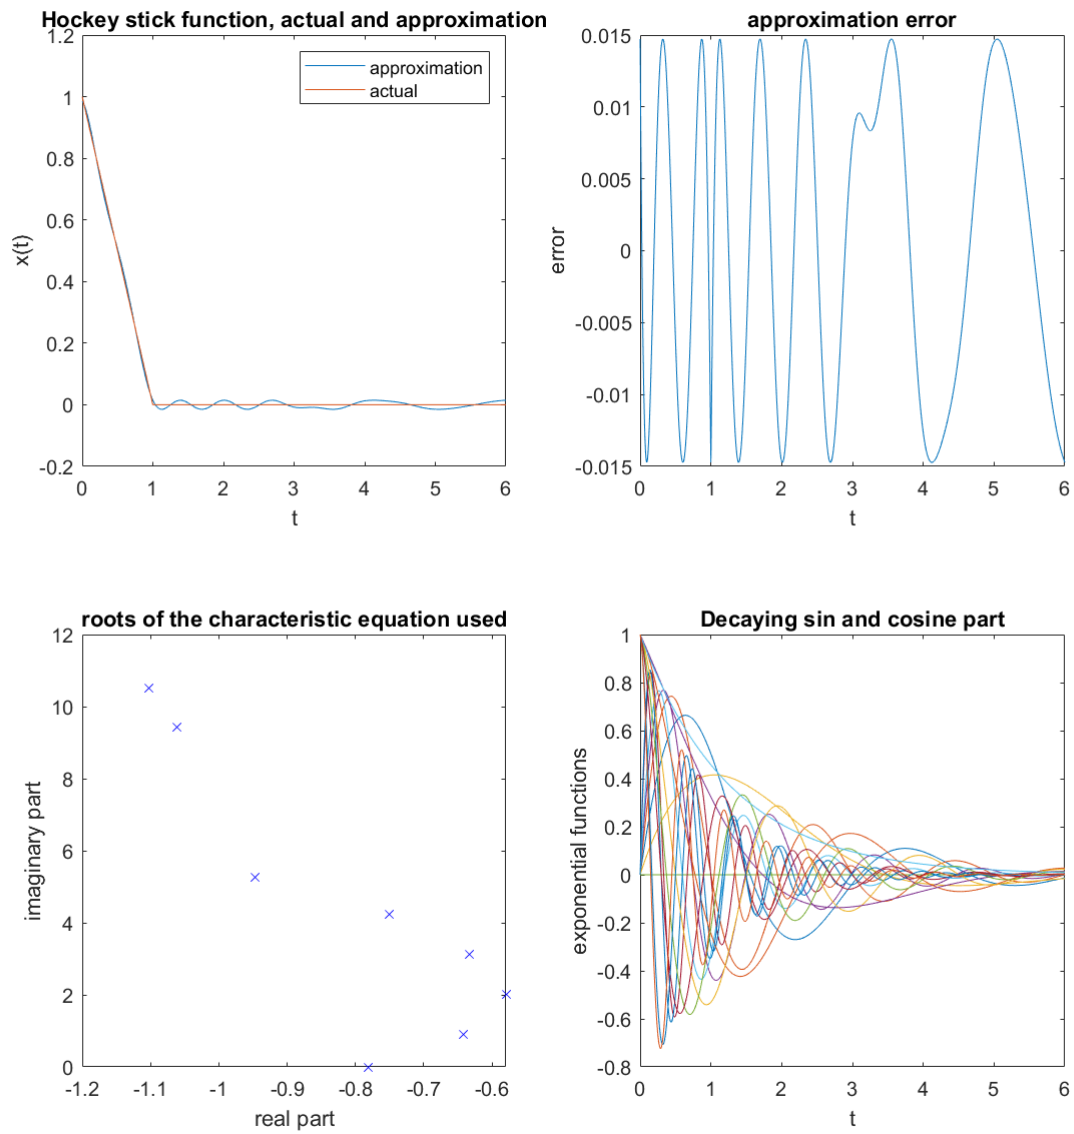 Hockey stick function, actual and approximation
1.2
1
0.8
0.6
0.4
0.2
0
-0.2
x(t)
approximation
actual
0 1 2 3 4 5 6
t
approximation error
0.015
0.01
0.005
0
-0.005
-0.01
-0.015
error
0 1 2 3 4 5 6
t
roots of the characteristic equation used
12
10
8
6
4
2
0
imaginary part
-1.2 -1.1 -1 -0.9 -0.8 -0.7 -0.6
real part
Decaying sin and cosine part
1
0.8
0.6
0.4
0.2
0
-0.2
-0.4
-0.6
-0.8
exponential functions
0 1 2 3 4 5 6
t